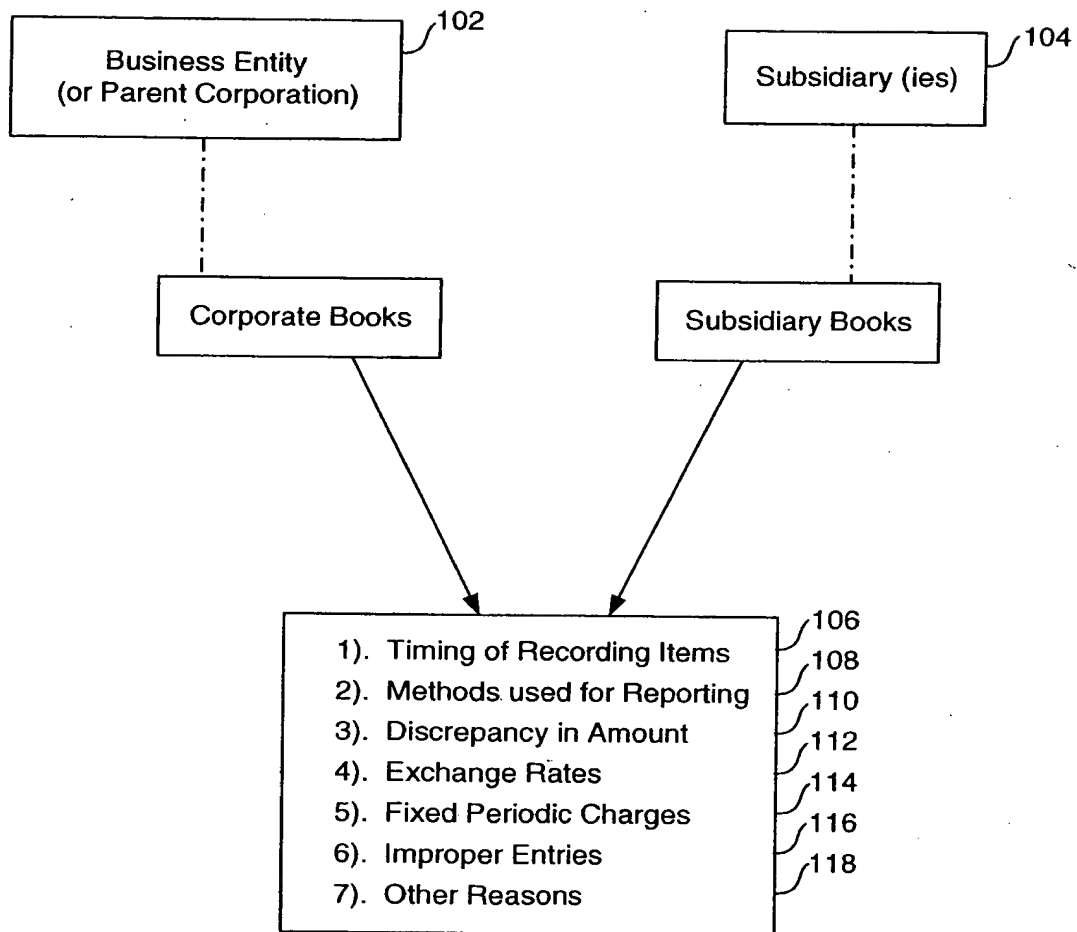 102
Business Entity
(or Parent Corporation)
104
Subsidiary (ies)
Corporate Books
Subsidiary Books
1). Timing of Recording Items 106
2). Methods used for Reporting 108
3). Discrepancy in Amount 110
4). Exchange Rates 112
5). Fixed Periodic Charges 114
6). Improper Entries 116
7). Other Reasons 118